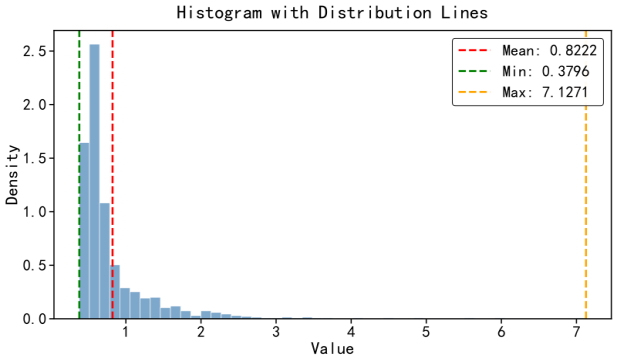 Histogram with Distribution Lines
Mean: 0.8222
Min: 0.3796
Max: 7.1271
Density
2.5
2.0
1.5
1.0
0.5
0.0
1 2 3 4 5 6 7
Value